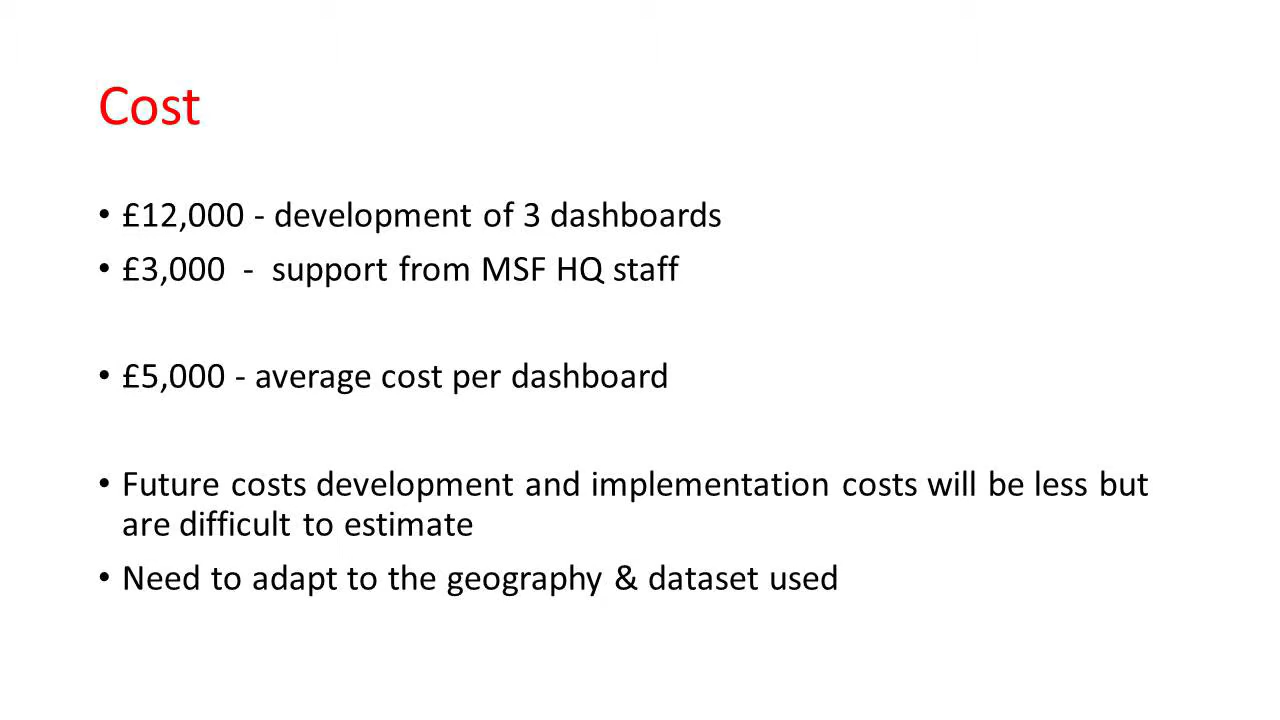 Cost
• £12,000 - development of 3 dashboards
• £3,000  -  support from MSF HQ staff
• £5,000 - average cost per dashboard
• Future costs development and implementation costs will be less but
are difficult to estimate
• Need to adapt to the geography & dataset used